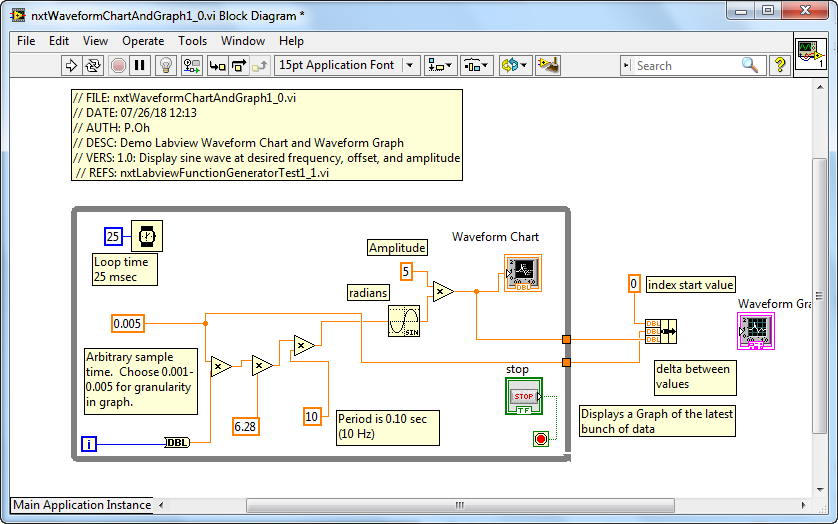 nxtWaveformChartAndGraph1_0.vi Block Diagram *
File Edit View Operate Tools Window Help
15pt Application Font
Search
?
1
// FILE: nxtWaveformChartAndGraph1_0.vi
// DATE: 07/26/18 12:13
// AUTH: P.Oh
// DESC: Demo Labview Waveform Chart and Waveform Graph
// VERS: 1.0: Display sine wave at desired frequency, offset, and amplitude
// REFS: nxtLabviewFunctionGeneratorTest1_1.vi
25
Loop time
25 msec
Amplitude
5
Waveform Chart
DBL
radians
SIN
0.005
Arbitrary sample
time. Choose 0.001-
0.005 for granularity
in graph.
6.28
10
Period is 0.10 sec
(10 Hz)
i
DBL
stop
STOP
TF
0
index start value
DBL
DBL
DBL
Waveform Gra
delta between
values
Displays a Graph of the latest
bunch of data
Main Application Instance